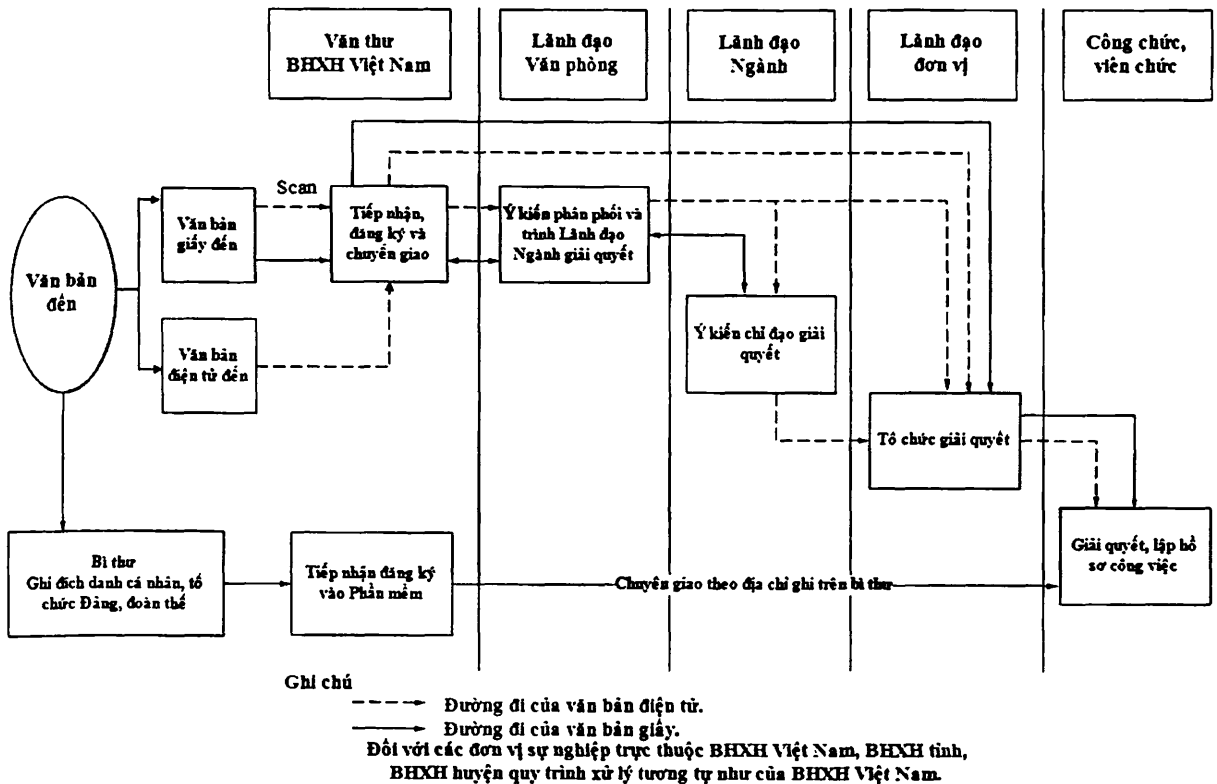 Văn thư
BHXH Việt Nam
Lãnh đạo
Văn phòng
Lãnh đạo
Ngành
Lãnh đạo
đơn vị
Công chức,
viên chức
Scan
Văn bản
đến
Văn bản
giấy đến
Tiếp nhận,
đăng ký và
chuyển giao
Ý kiến phân phối và
trình Lãnh đạo
Ngành giải quyết
Văn bản
điện tử đến
Ý kiến chỉ đạo giải
quyết
Tổ chức giải quyết
Bì thư
Ghi đích danh cá nhân, tổ
chức Đảng, đoàn thể
Tiếp nhận đăng ký
vào Phần mềm
Chuyển giao theo địa chỉ ghi trên bì thư
Giải quyết, lập hồ
sơ công việc
Ghi chú
Đường đi của văn bản điện tử.
Đường đi của văn bản giấy.
Đối với các đơn vị sự nghiệp trực thuộc BHXH Việt Nam, BHXH tỉnh,
BHXH huyện quy trình xử lý tương tự như của BHXH Việt Nam.